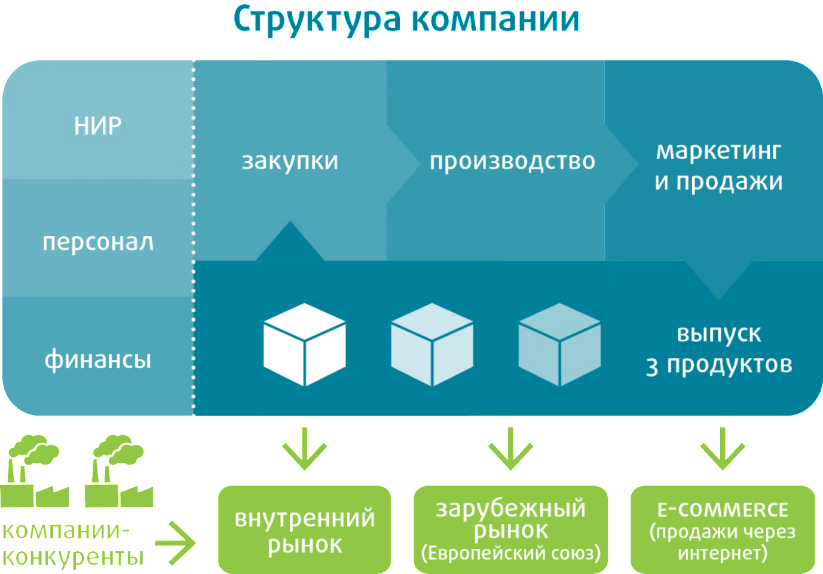 Структура компании
НИР
персонал
финансы
закупки
производство
маркетинг
и продажи
выпуск
3 продуктов
компании-
конкуренты
внутренний
рынок
зарубежный
рынок
(Европейский союз)
E-COMMERCE
(продажи через
интернет)